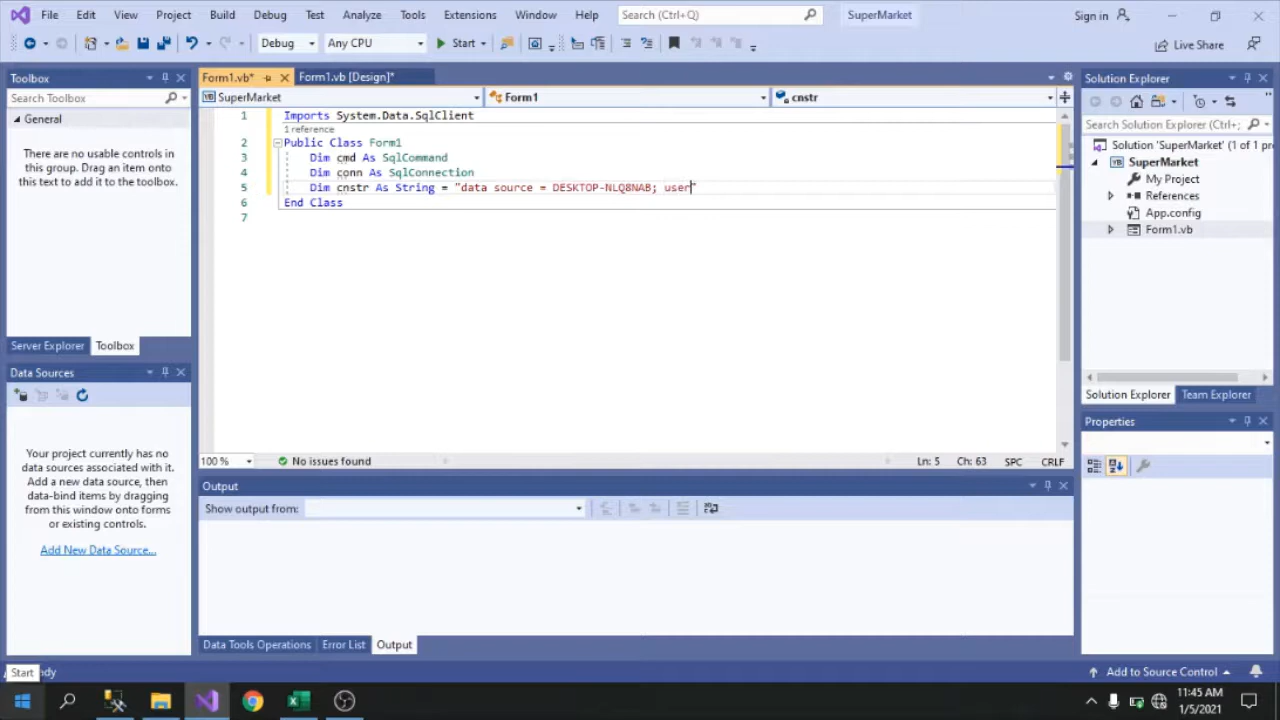 File Edit View Project Build Debug Test Analyze Tools Extensions Window Help Search (Ctrl+Q) SuperMarket Sign in
Debug Any CPU Start Live Share
Toolbox
Search Toolbox
General
There are no usable controls in
this group. Drag an item onto
this text to add it to the toolbox.
Server Explorer Toolbox
Data Sources
Your project currently has no
data sources associated with it.
Add a new data source, then
data-bind items by dragging
from this window onto forms
or existing controls.
Add New Data Source...
Form1.vb* Form1.vb [Design]*
SuperMarket Form1 cnstr
1 Imports System.Data.SqlClient
1 reference
2 Public Class Form1
3 Dim cmd As SqlCommand
4 Dim conn As SqlConnection
5 Dim cnstr As String = "data source = DESKTOP-NLQ8NAB; user"
6 End Class
7
100 % No issues found Ln: 5 Ch: 63 SPC CRLF
Output
Show output from:
Data Tools Operations Error List Output
Solution Explorer
Search Solution Explorer (Ctrl+;
Solution 'SuperMarket' (1 of 1 pr
SuperMarket
My Project
References
App.config
Form1.vb
Solution Explorer Team Explorer
Properties
Start Add to Source Control
11:45 AM
1/5/2021